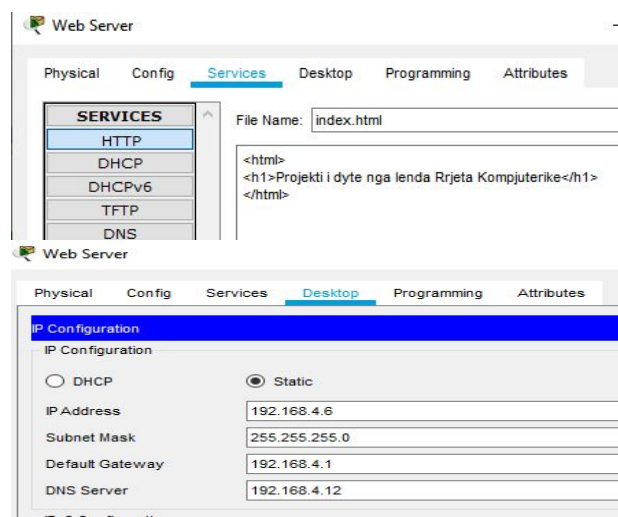 Web Server
Physical Config Services Desktop Programming Attributes
SERVICES
HTTP
DHCP
DHCPv6
TFTP
DNS
File Name: index.html
<html>
<h1>Projekti i dyte nga lenda Rrjeta Kompjuterike</h1>
</html>
Web Server
Physical Config Services Desktop Programming Attributes
IP Configuration
IP Configuration
DHCP Static
IP Address 192.168.4.6
Subnet Mask 255.255.255.0
Default Gateway 192.168.4.1
DNS Server 192.168.4.12